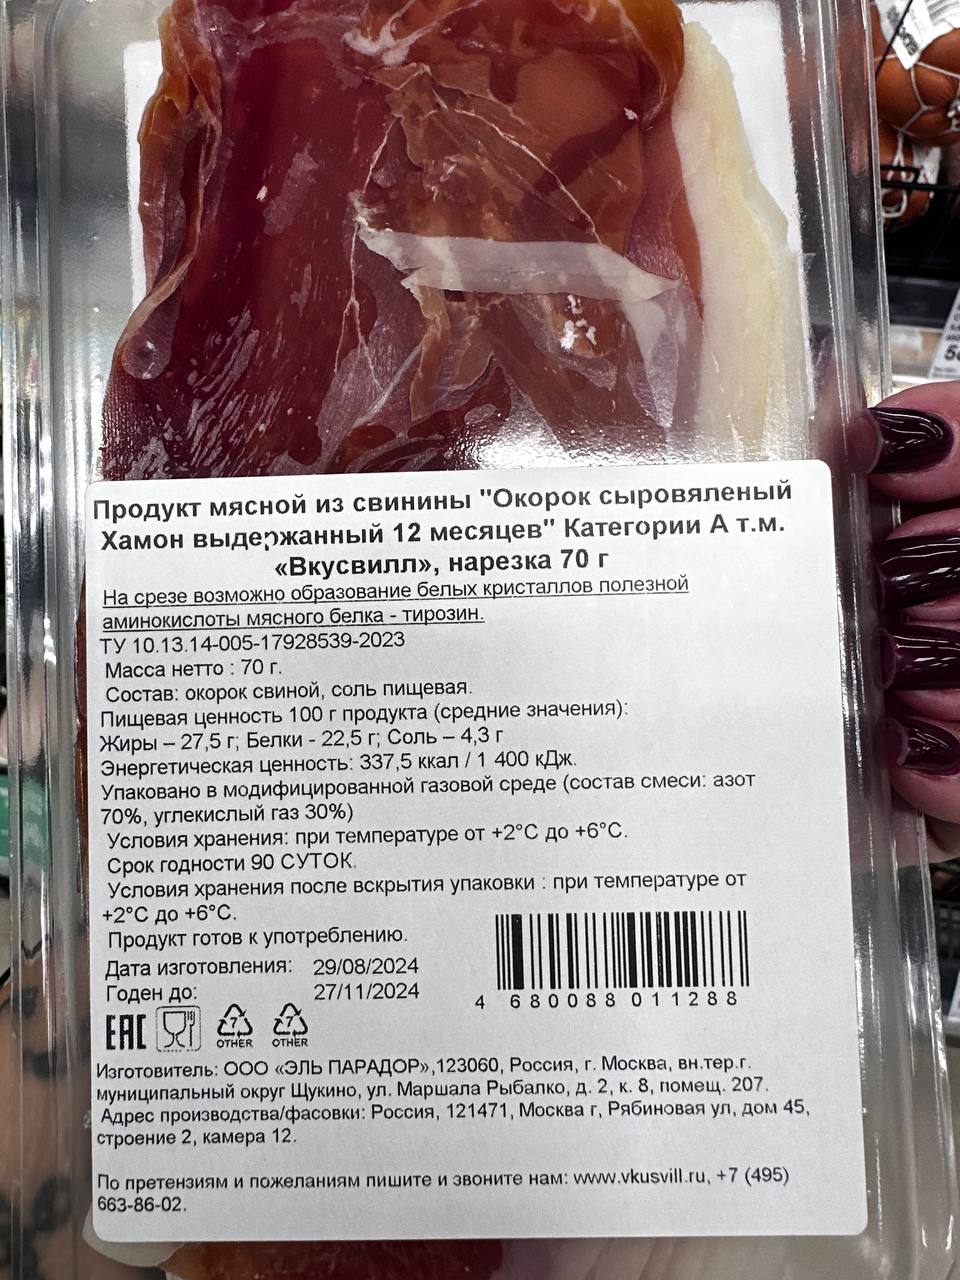 Продукт мясной из свинины "Окорок сыровяленый
Хамон выдержанный 12 месяцев" Категории А т.м.
«Вкусвилл», нарезка 70 г
На срезе возможно образование белых кристаллов полезной
аминокислоты мясного белка - тирозин.
ТУ 10.13.14-005-17928539-2023
Масса нетто : 70 г.
Состав: окорок свиной, соль пищевая.
Пищевая ценность 100 г продукта (средние значения):
Жиры – 27,5 г; Белки - 22,5 г; Соль – 4,3 г
Энергетическая ценность: 337,5 ккал / 1 400 кДж.
Упаковано в модифицированной газовой среде (состав смеси: азот
70%, углекислый газ 30%)
Условия хранения: при температуре от +2°С до +6°С.
Срок годности 90 СУТОК.
Условия хранения после вскрытия упаковки : при температуре от
+2°С до +6°С.
Продукт готов к употреблению.
Дата изготовления: 29/08/2024
Годен до: 27/11/2024
4 680088 011288
EAC 7 7
OTHER OTHER
Изготовитель: ООО «ЭЛЬ ПАРАДОР»,123060, Россия, г. Москва, вн.тер.г.
муниципальный округ Щукино, ул. Маршала Рыбалко, д. 2, к. 8, помещ. 207.
Адрес производства/фасовки: Россия, 121471, Москва г, Рябиновая ул, дом 45,
строение 2, камера 12.
По претензиям и пожеланиям пишите и звоните нам: www.vkusvill.ru, +7 (495)
663-86-02.